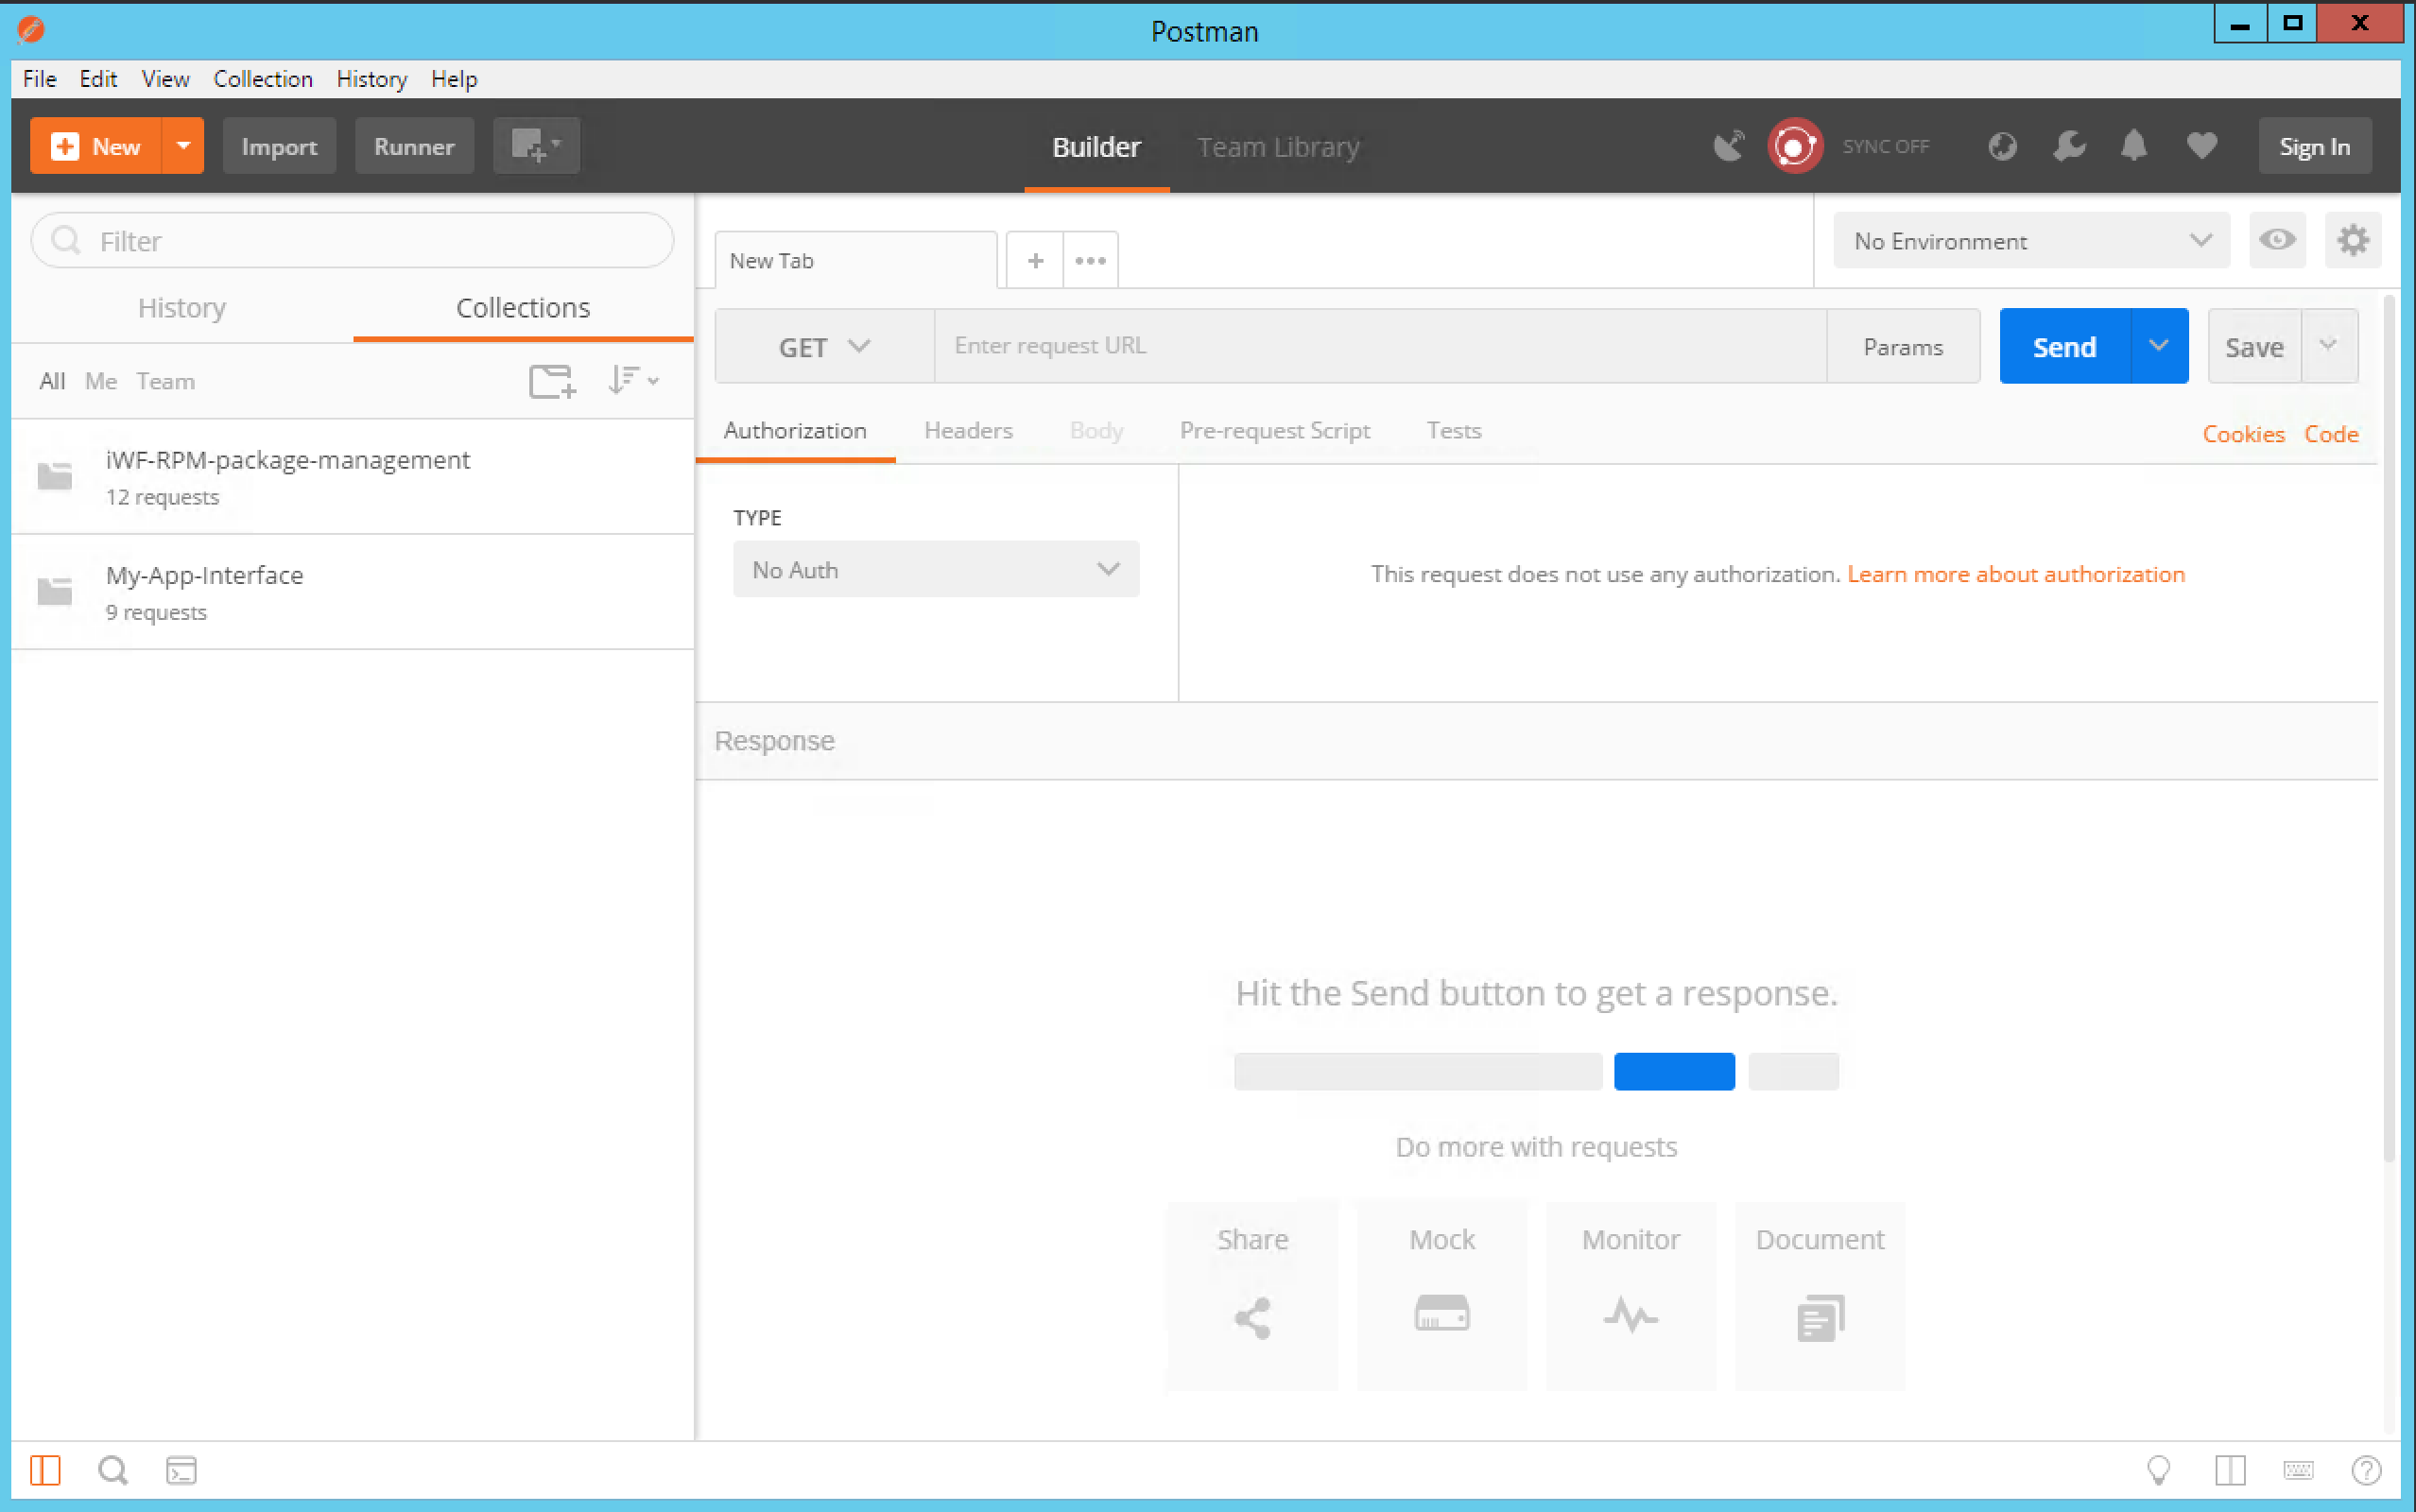 Postman
File Edit View Collection History Help
New Import Runner Builder Team Library SYNC OFF Sign In
Filter
History Collections
All Me Team
iWF-RPM-package-management
12 requests
My-App-Interface
9 requests
New Tab + No Environment
GET Enter request URL Params Send Save
Authorization Headers Body Pre-request Script Tests Cookies Code
TYPE
No Auth
This request does not use any authorization. Learn more about authorization
Response
Hit the Send button to get a response.
Do more with requests
Share Mock Monitor Document